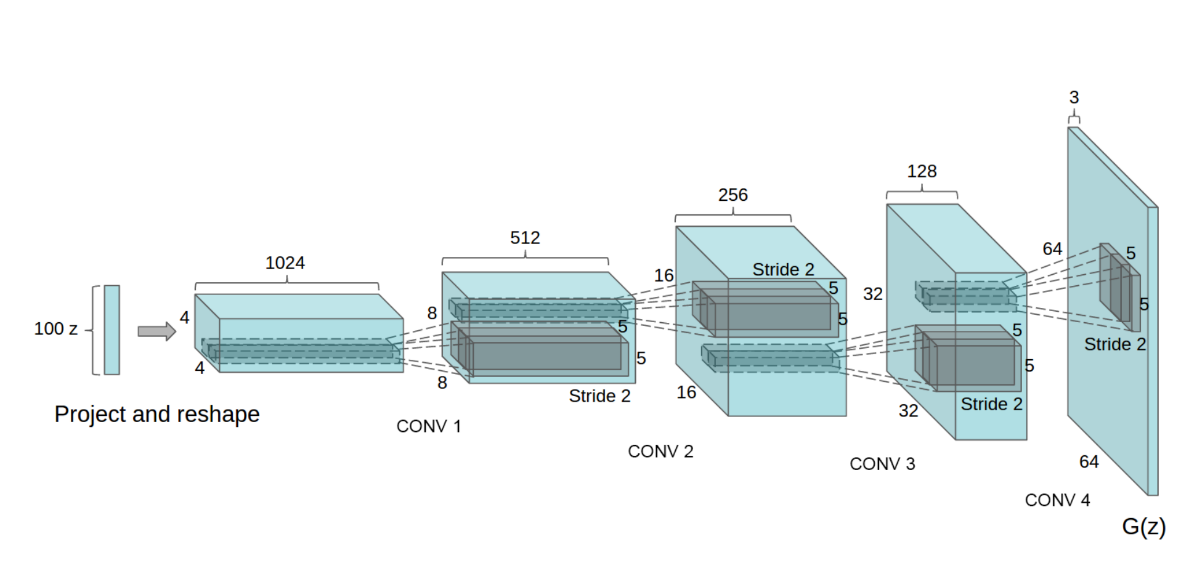 3
128
256
64
5
512
Stride 2
16
1024
5
32
5
8
4
5
5
5
100 z
5
Stride 2
4
5
8
16
32
Stride 2
Stride 2
Project and reshape
CONV 1
CONV 2
CONV 3
64
CONV 4
G(z)